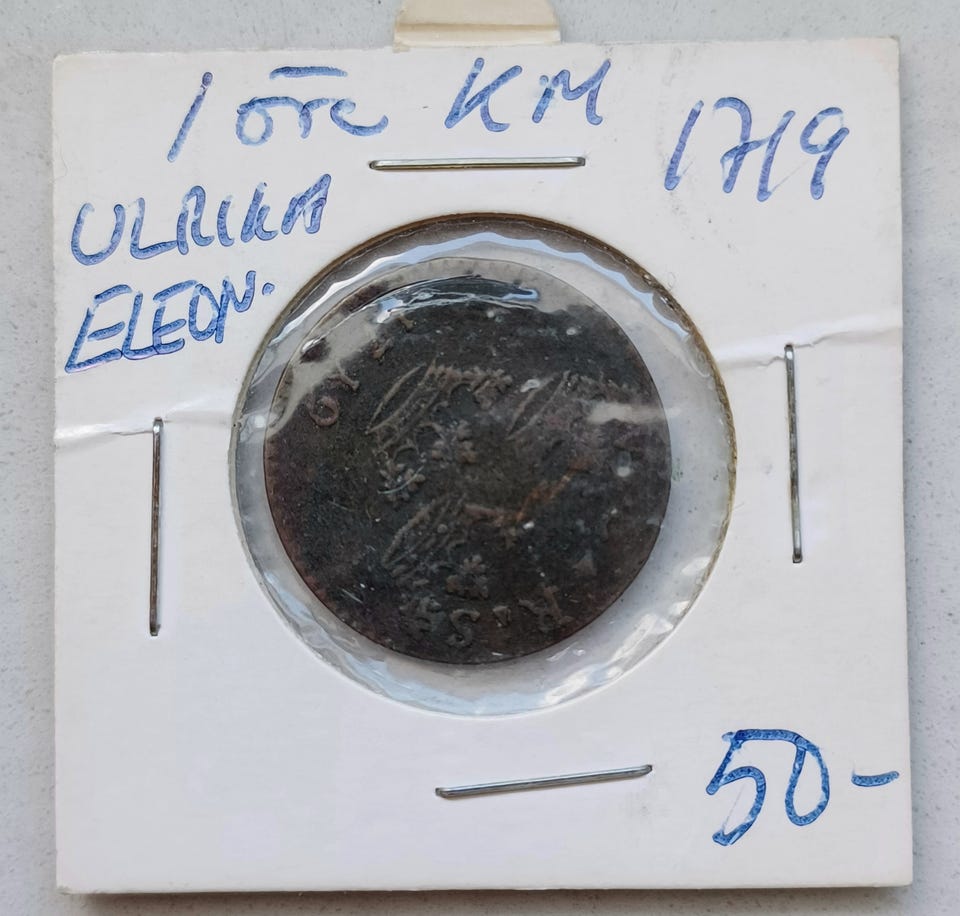 1 öre KM
1719
ULRIKA
ELEON.
50-